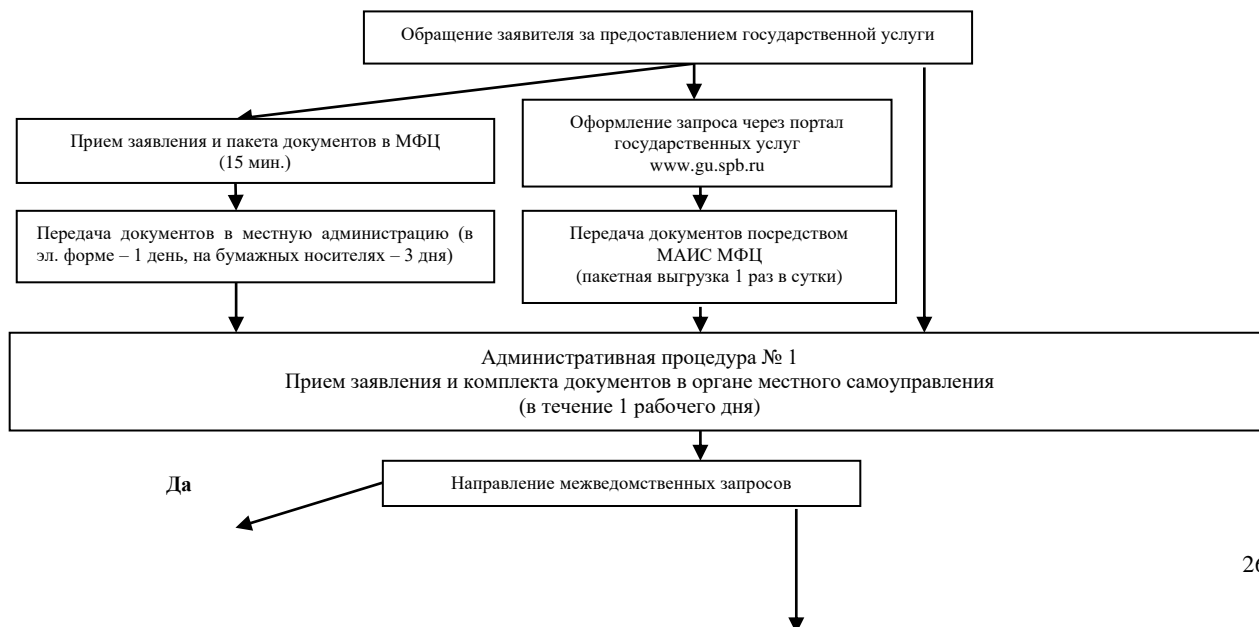 Обращение заявителя за предоставлением государственной услуги
Прием заявления и пакета документов в МФЦ
(15 мин.)
Оформление запроса через портал
государственных услуг
www.gu.spb.ru
Передача документов в местную администрацию (в
эл. форме – 1 день, на бумажных носителях – 3 дня)
Передача документов посредством
МАИС МФЦ
(пакетная выгрузка 1 раз в сутки)
Административная процедура № 1
Прием заявления и комплекта документов в органе местного самоуправления
(в течение 1 рабочего дня)
Да
Направление межведомственных запросов
26